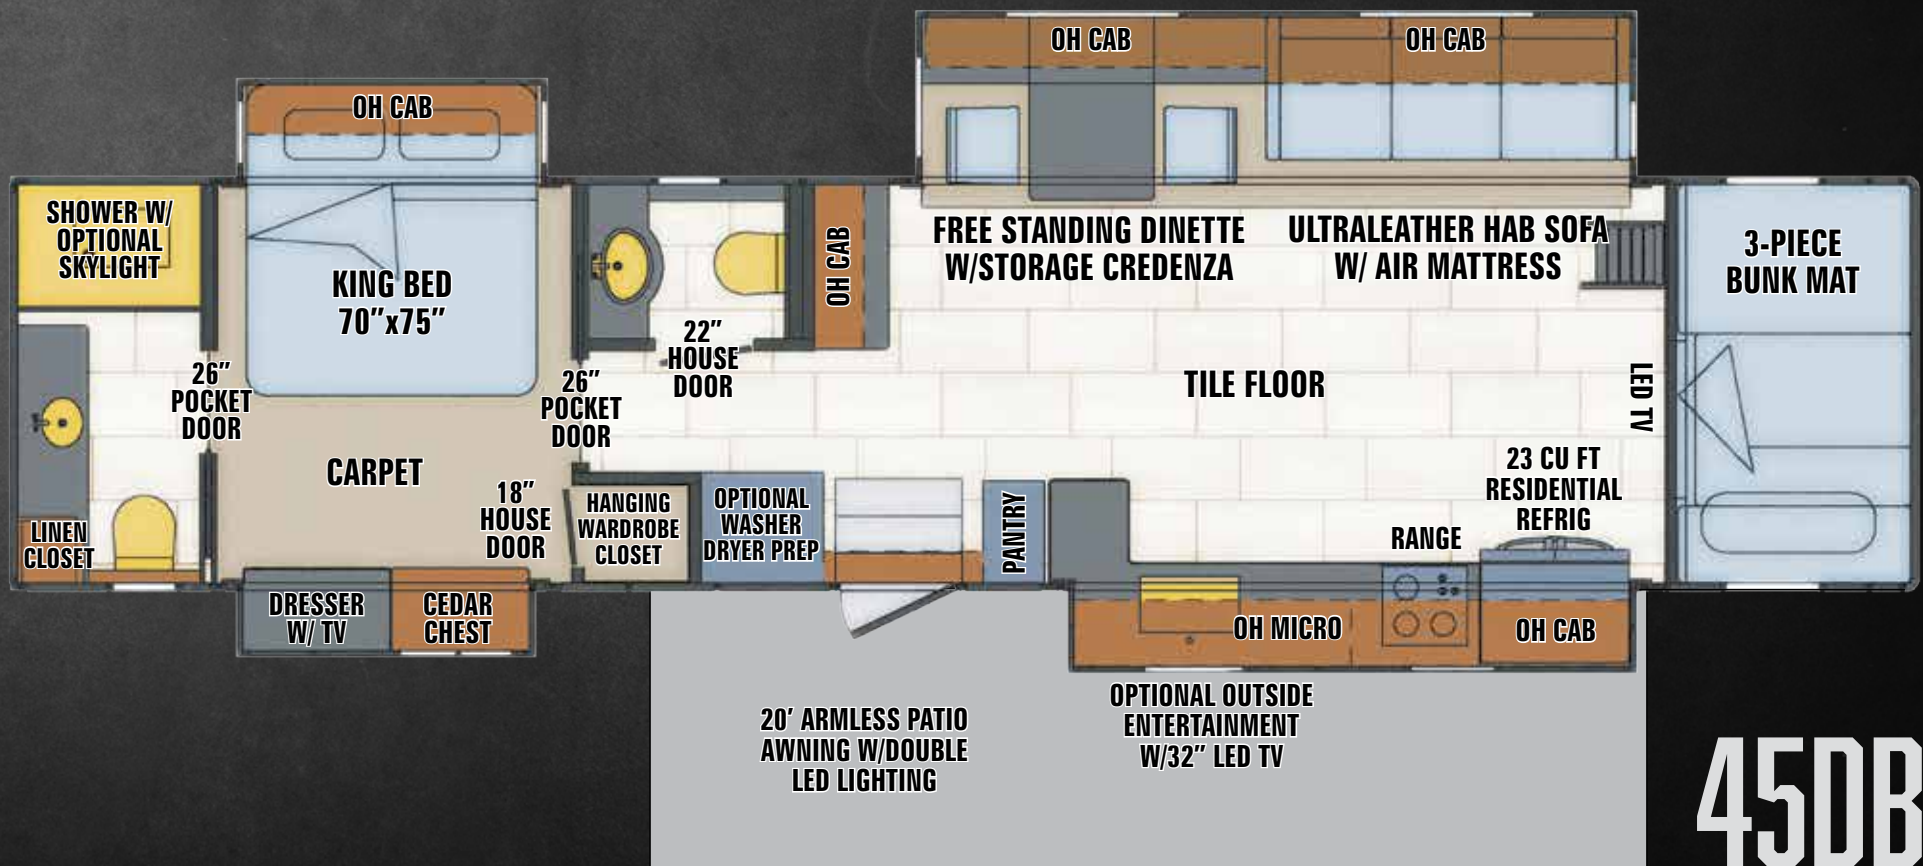 OH CAB
OH CAB
OH CAB
SHOWER W/
OPTIONAL
SKYLIGHT
KING BED
70"x75"
OH CAB
FREE STANDING DINETTE
W/STORAGE CREDENZA
ULTRALEATHER HAB SOFA
W/ AIR MATTRESS
3-PIECE
BUNK MAT
22"
HOUSE
DOOR
26"
POCKET
DOOR
26"
POCKET
DOOR
TILE FLOOR
LED TV
CARPET
18"
HOUSE
DOOR
HANGING
WARDROBE
CLOSET
OPTIONAL
WASHER
DRYER PREP
PANTRY
RANGE
23 CU FT
RESIDENTIAL
REFRIG
LINEN
CLOSET
DRESSER
W/ TV
CEDAR
CHEST
OH MICRO
OH CAB
20' ARMLESS PATIO
AWNING W/DOUBLE
LED LIGHTING
OPTIONAL OUTSIDE
ENTERTAINMENT
W/32" LED TV
45DB